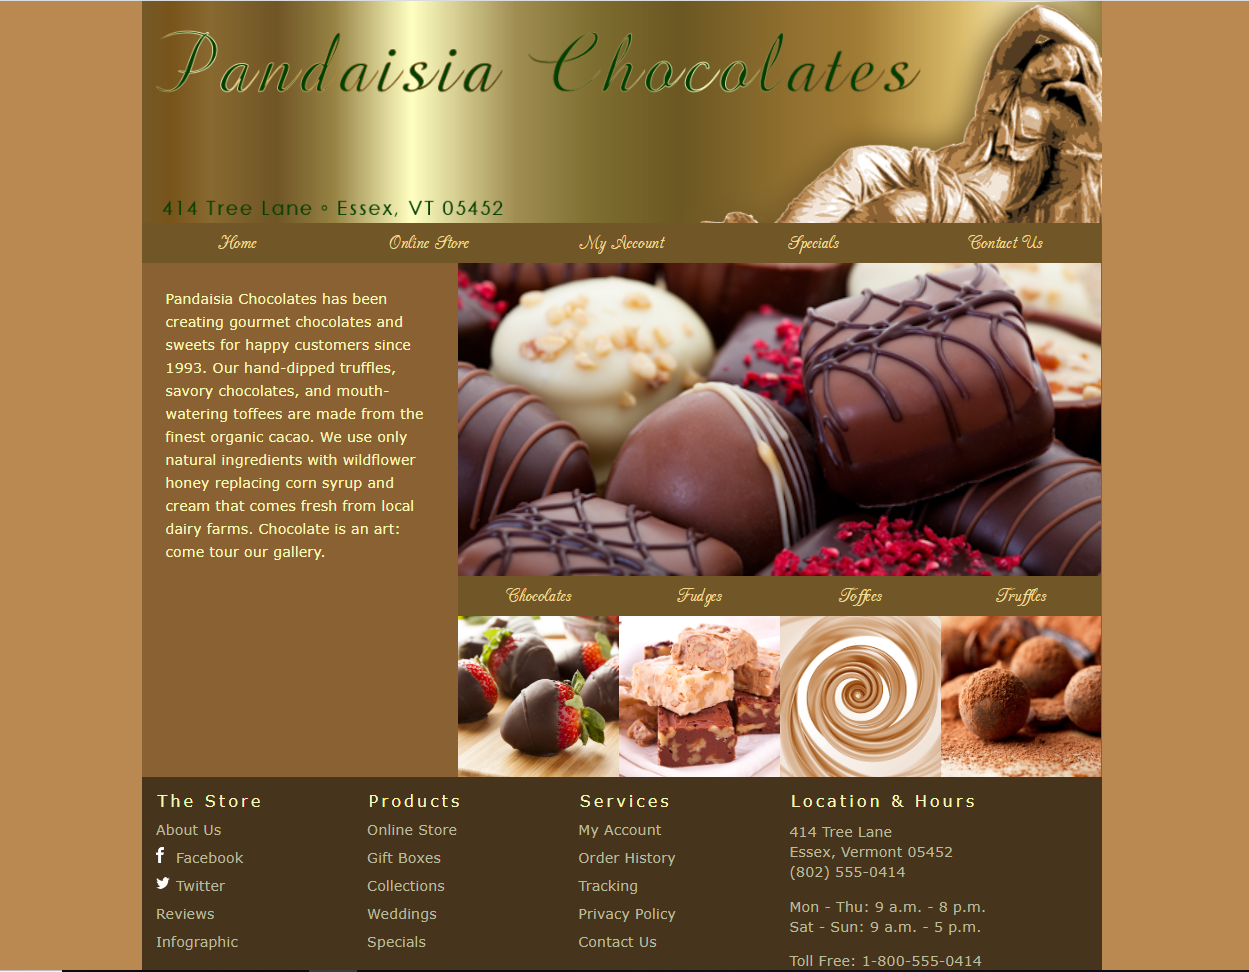 Pandaisia Chocolates
414 Tree Lane ∘ Essex, VT 05452
Home Online Store My Account Specials Contact Us
Pandaisia Chocolates has been
creating gourmet chocolates and
sweets for happy customers since
1993. Our hand-dipped truffles,
savory chocolates, and mouth-
watering toffees are made from the
finest organic cacao. We use only
natural ingredients with wildflower
honey replacing corn syrup and
cream that comes fresh from local
dairy farms. Chocolate is an art:
come tour our gallery.
Chocolates Fudges Toffees Truffles
The Store
About Us
Facebook
Twitter
Reviews
Infographic
Products
Online Store
Gift Boxes
Collections
Weddings
Specials
Services
My Account
Order History
Tracking
Privacy Policy
Contact Us
Location & Hours
414 Tree Lane
Essex, Vermont 05452
(802) 555-0414
Mon - Thu: 9 a.m. - 8 p.m.
Sat - Sun: 9 a.m. - 5 p.m.
Toll Free: 1-800-555-0414